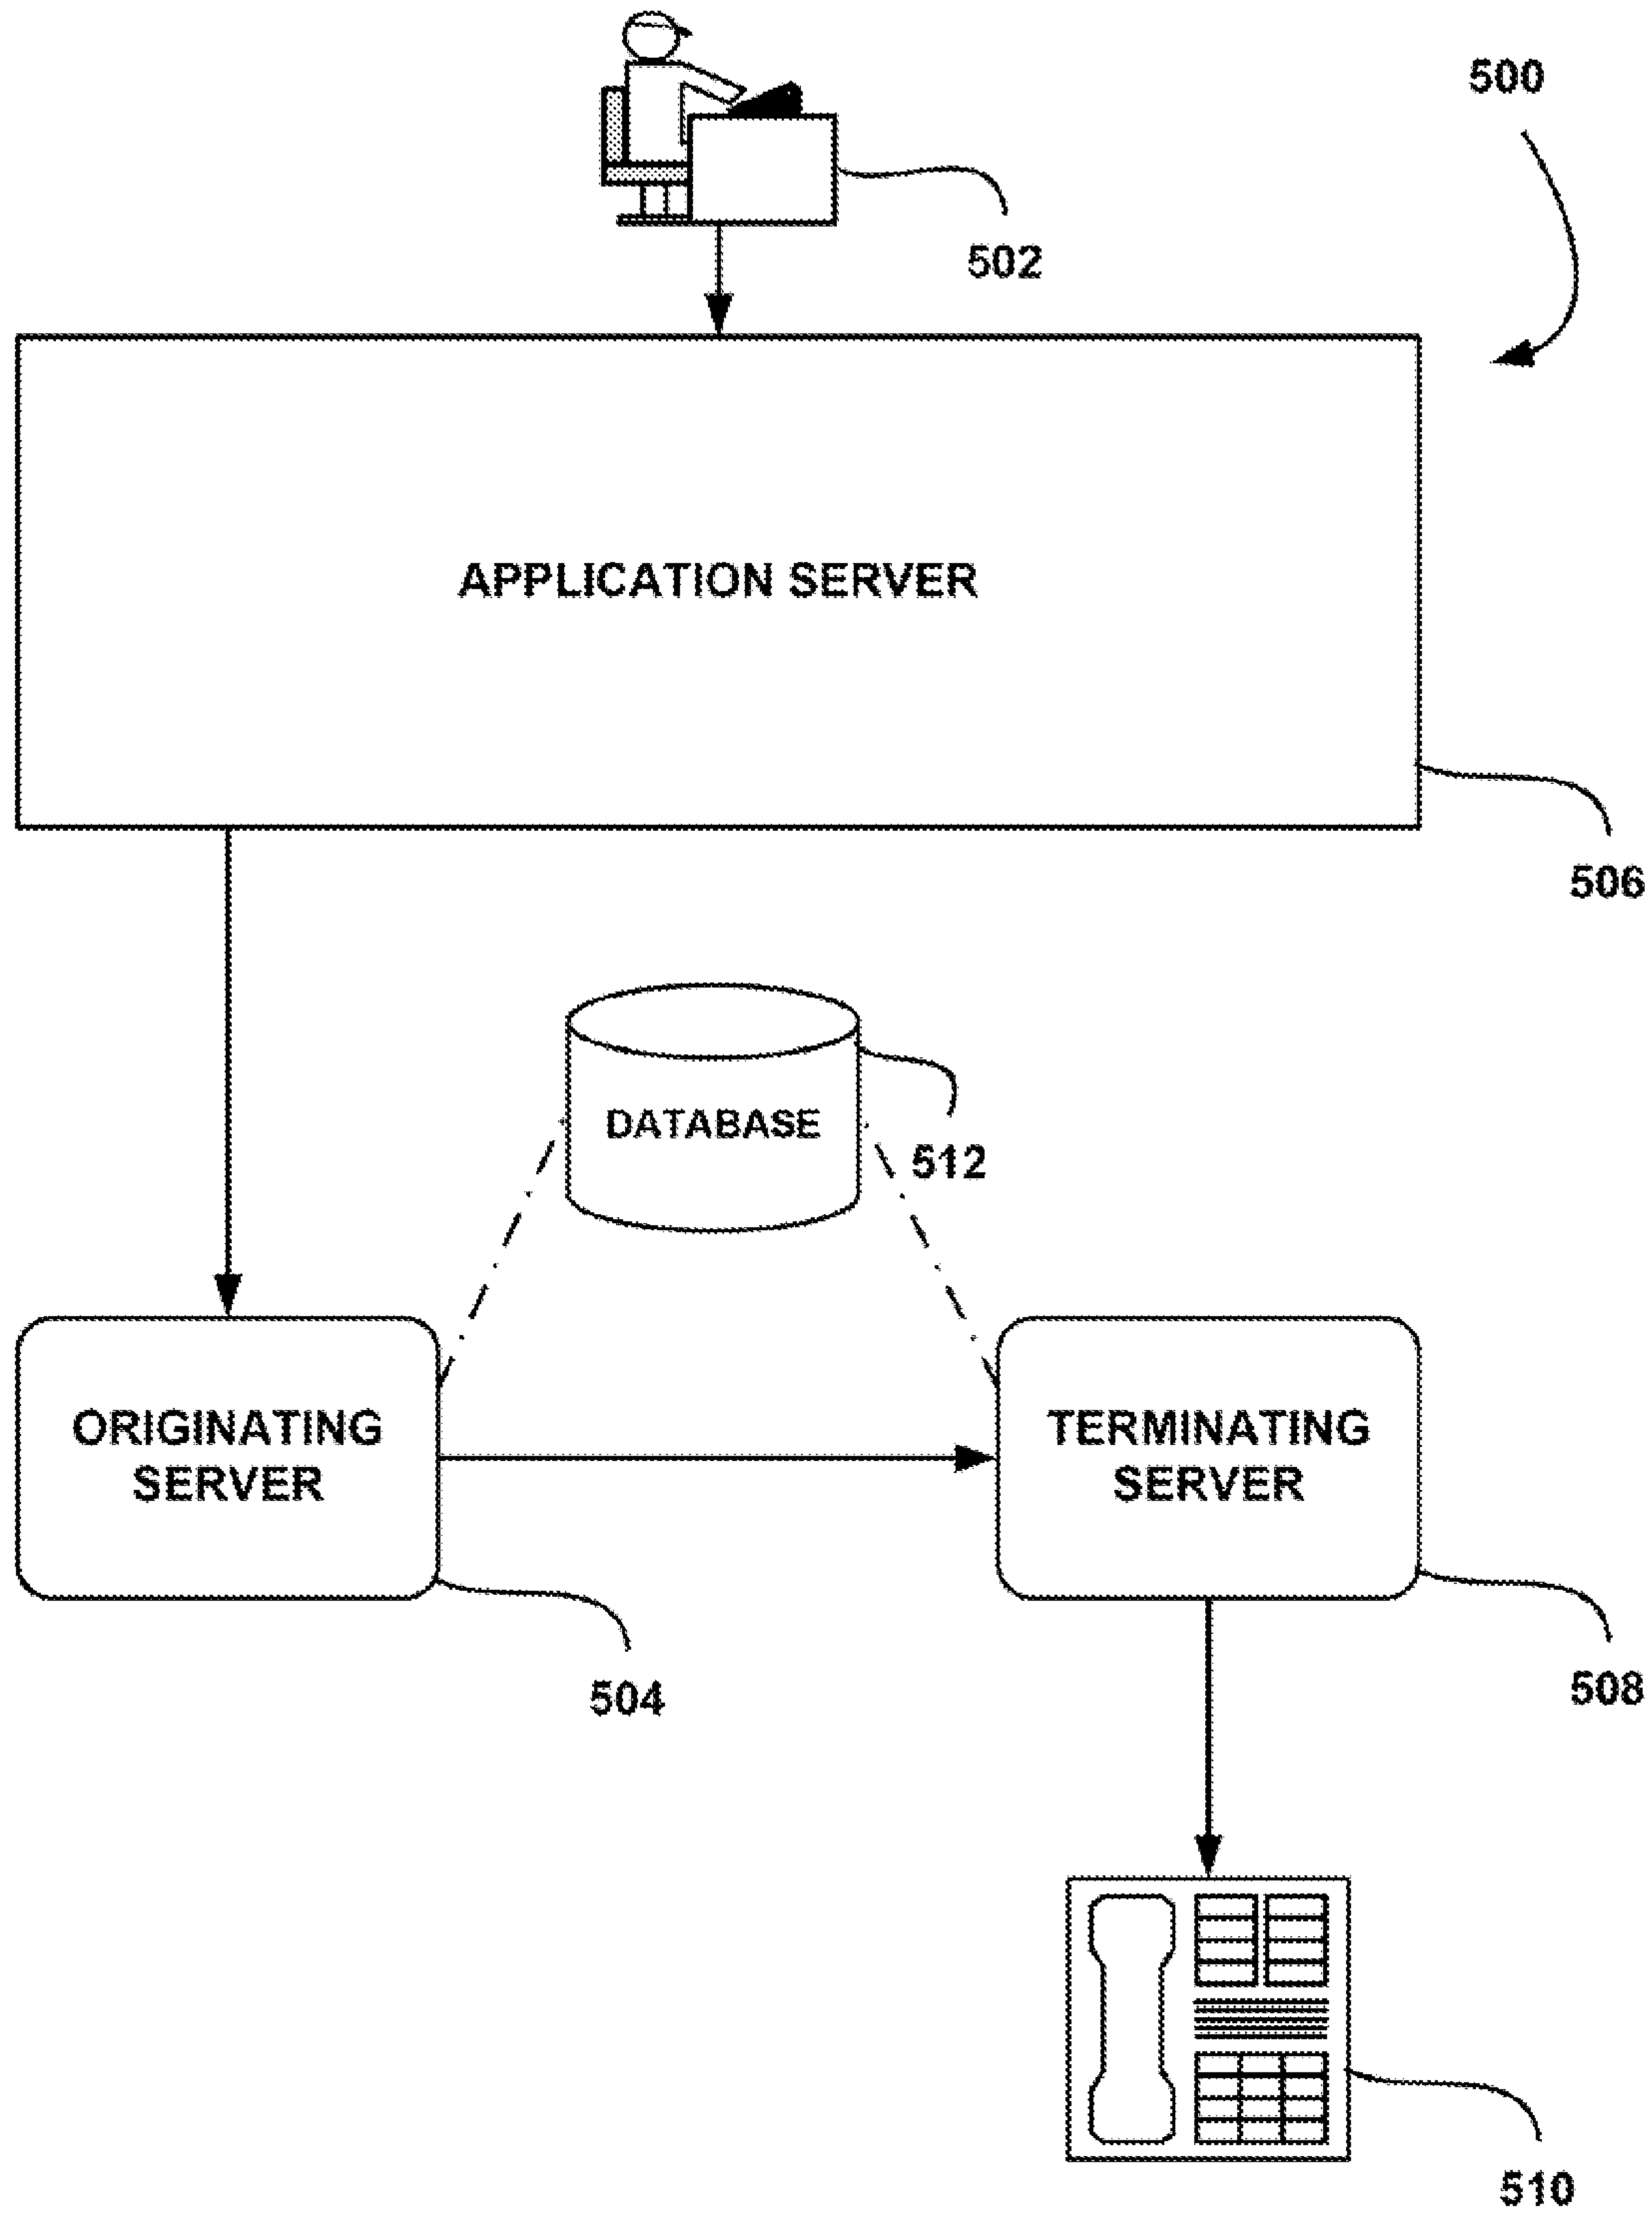 500
502
APPLICATION SERVER
506
DATABASE
512
ORIGINATING
SERVER
TERMINATING
SERVER
504
508
510